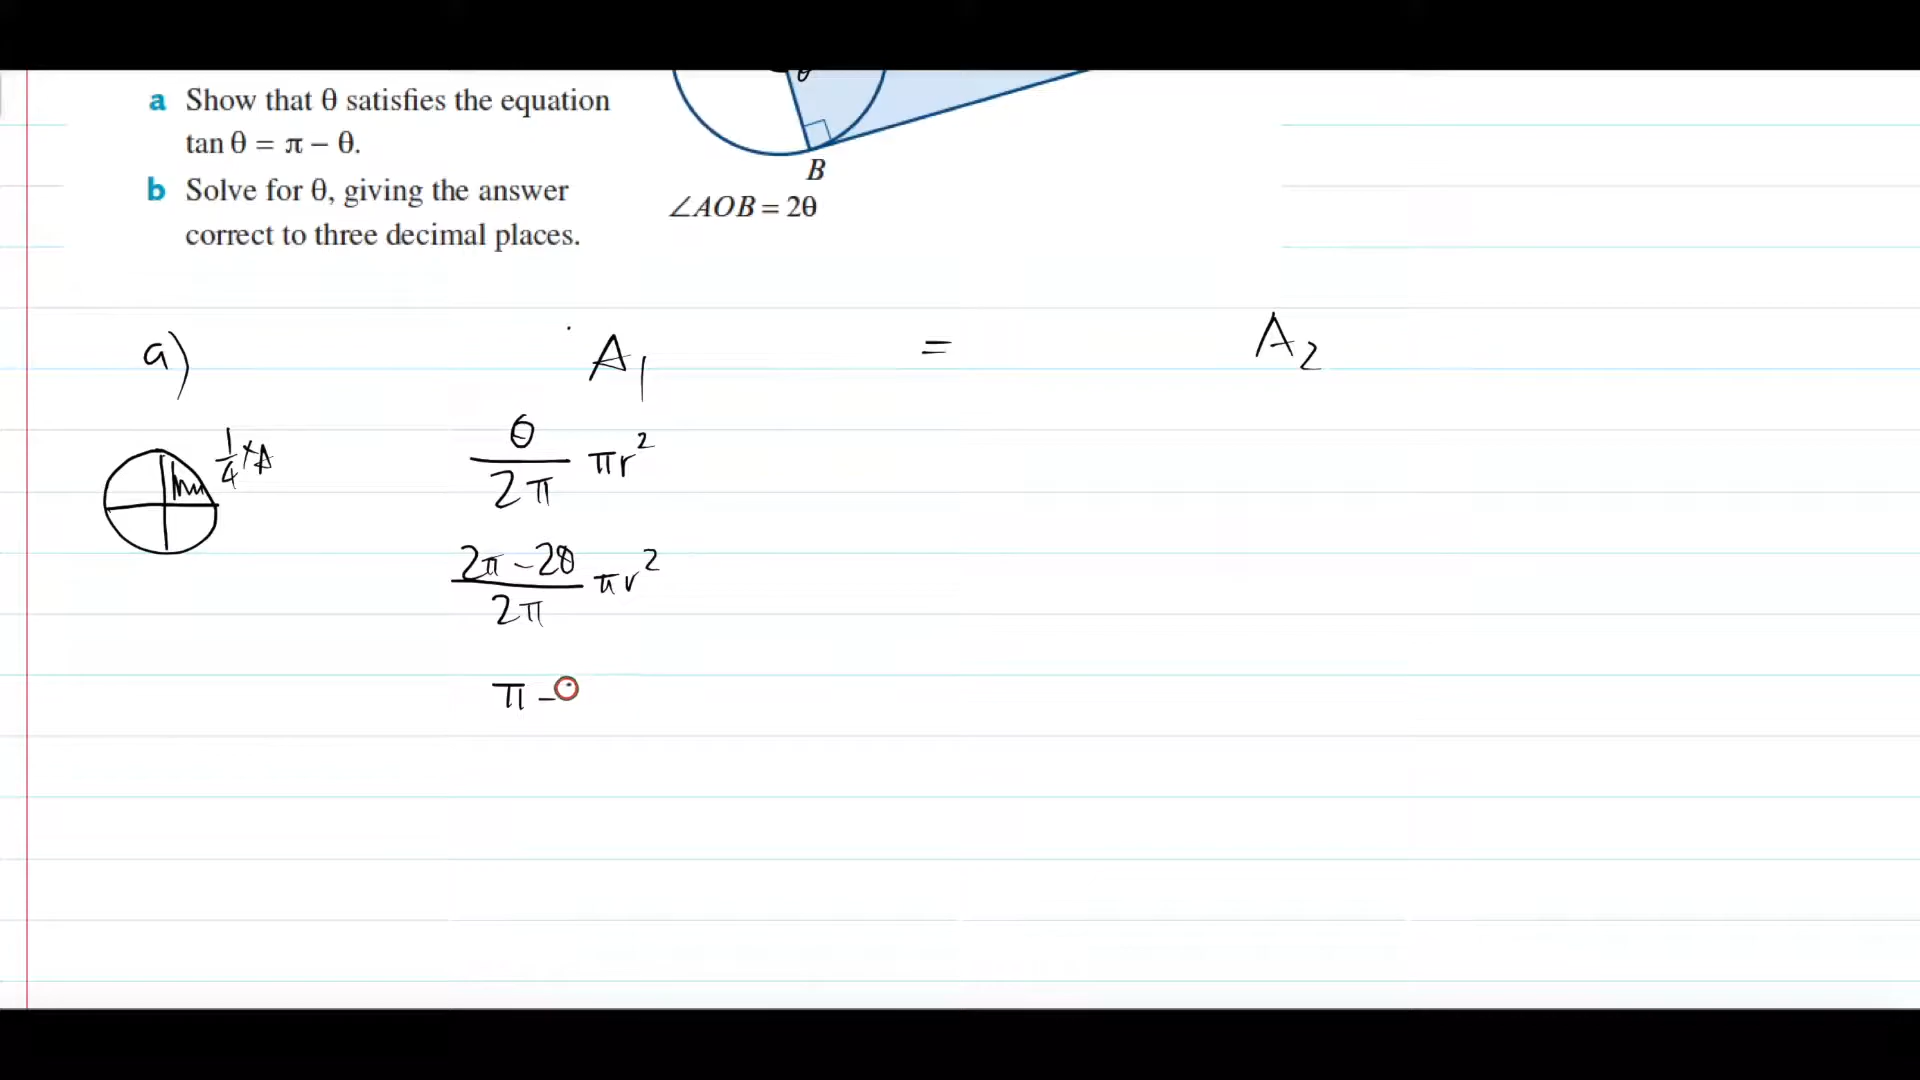 a Show that θ satisfies the equation
tan θ = π − θ.
b Solve for θ, giving the answer
correct to three decimal places.
θ
B
∠AOB = 2θ
a)
A₁ = A₂
1/4 × A
θ/2π πr²
(2π − 2θ)/2π πr²
π −